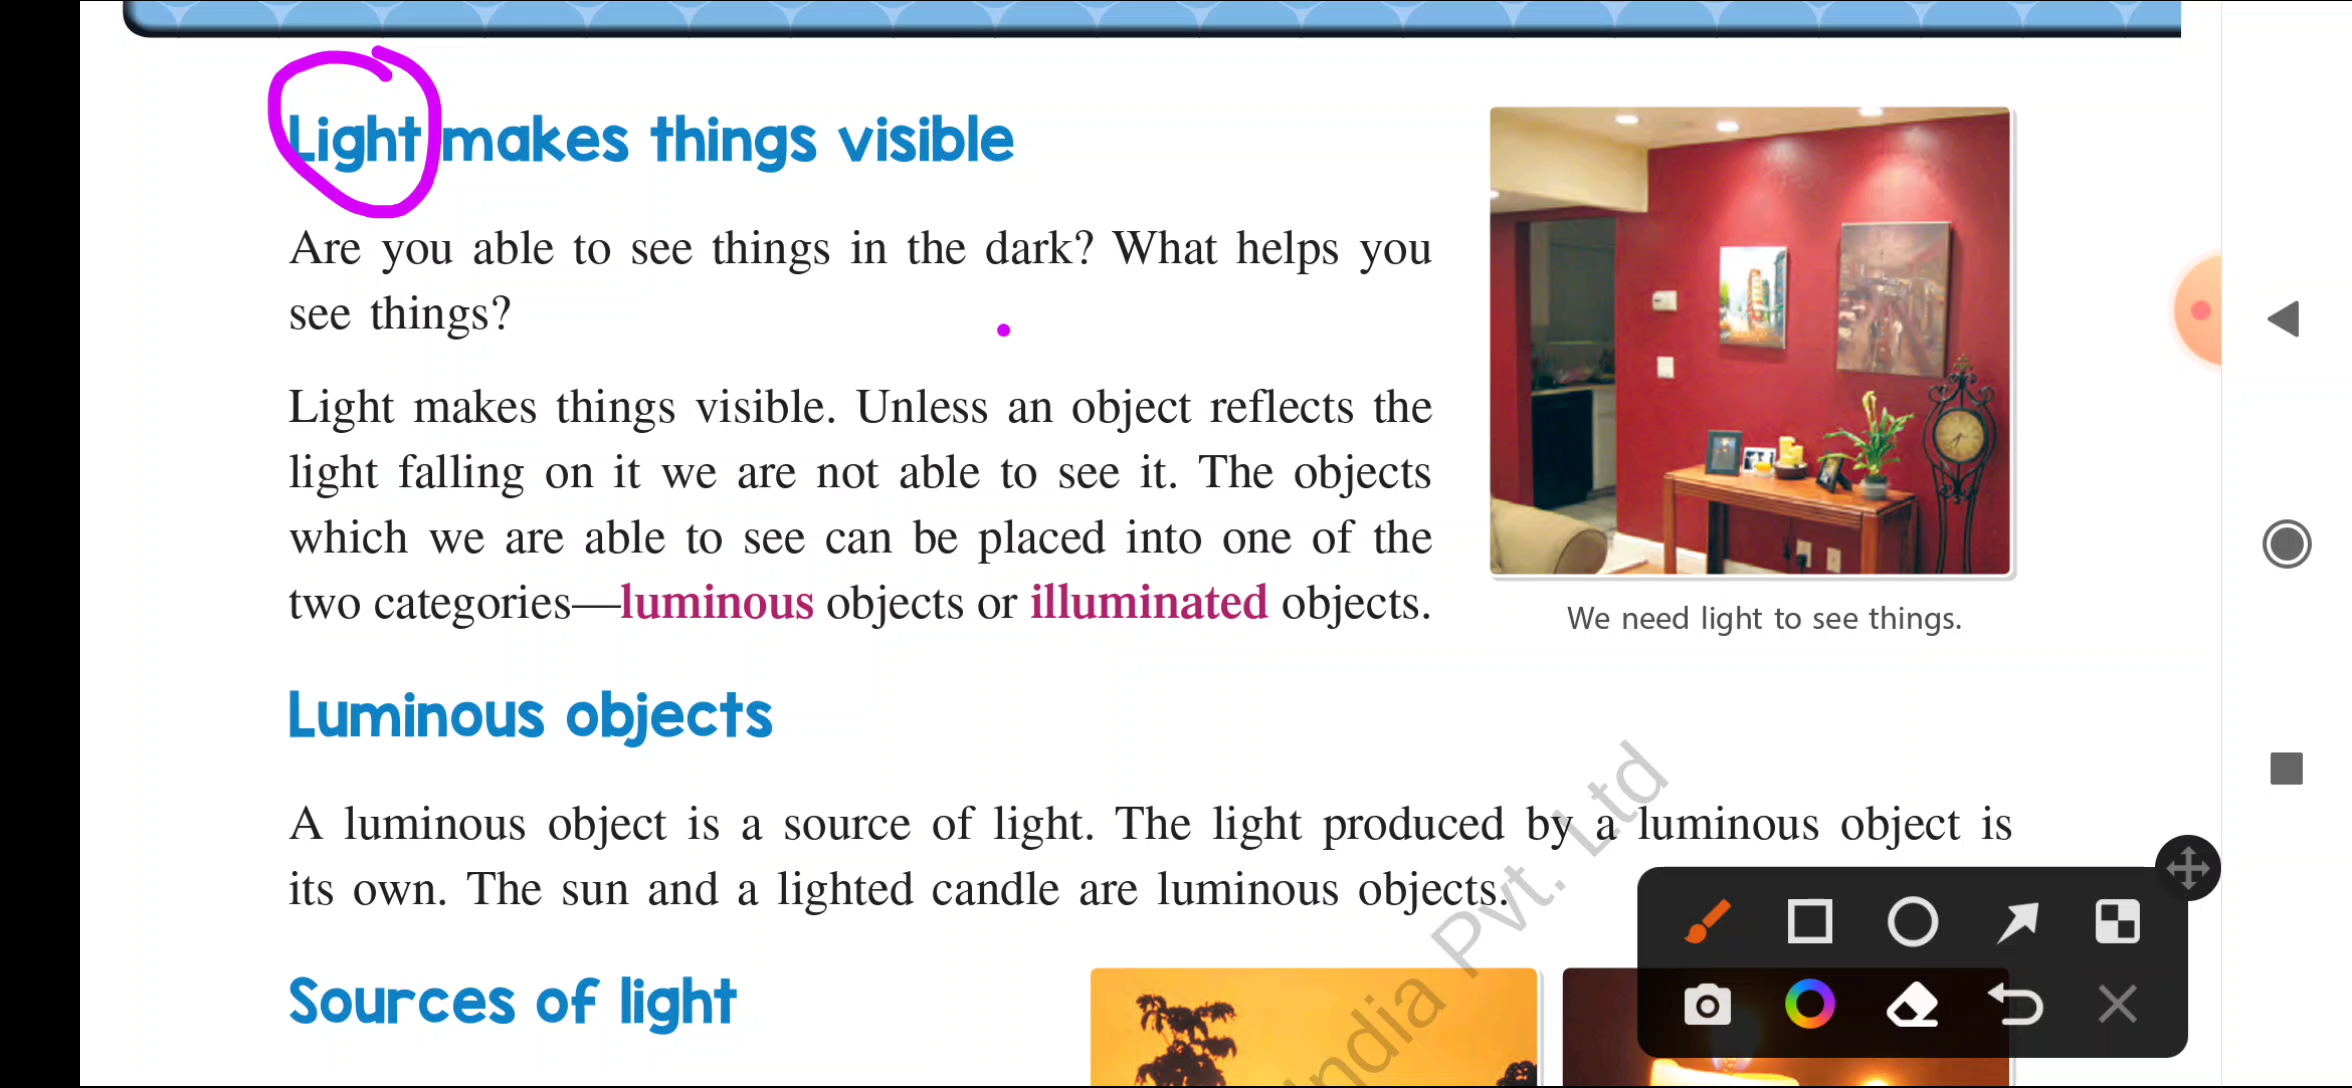 Light makes things visible
Are you able to see things in the dark? What helps you
see things?
Light makes things visible. Unless an object reflects the
light falling on it we are not able to see it. The objects
which we are able to see can be placed into one of the
two categories—luminous objects or illuminated objects.
We need light to see things.
Luminous objects
A luminous object is a source of light. The light produced by a luminous object is
its own. The sun and a lighted candle are luminous objects.
Sources of light
India Pvt. Ltd